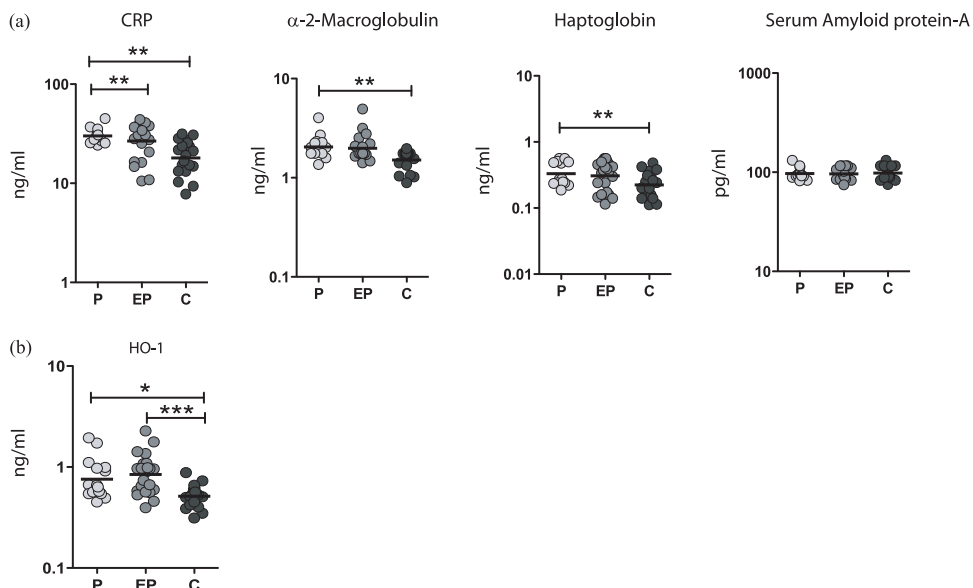 (a)
CRP
α-2-Macroglobulin
Haptoglobin
Serum Amyloid protein-A
**
**
100
10
1
ng/ml
P EP C
**
10
1
0.1
ng/ml
P EP C
**
10
1
0.1
0.01
ng/ml
P EP C
1000
100
10
pg/ml
P EP C
(b)
HO-1
*
***
10
1
0.1
ng/ml
P EP C